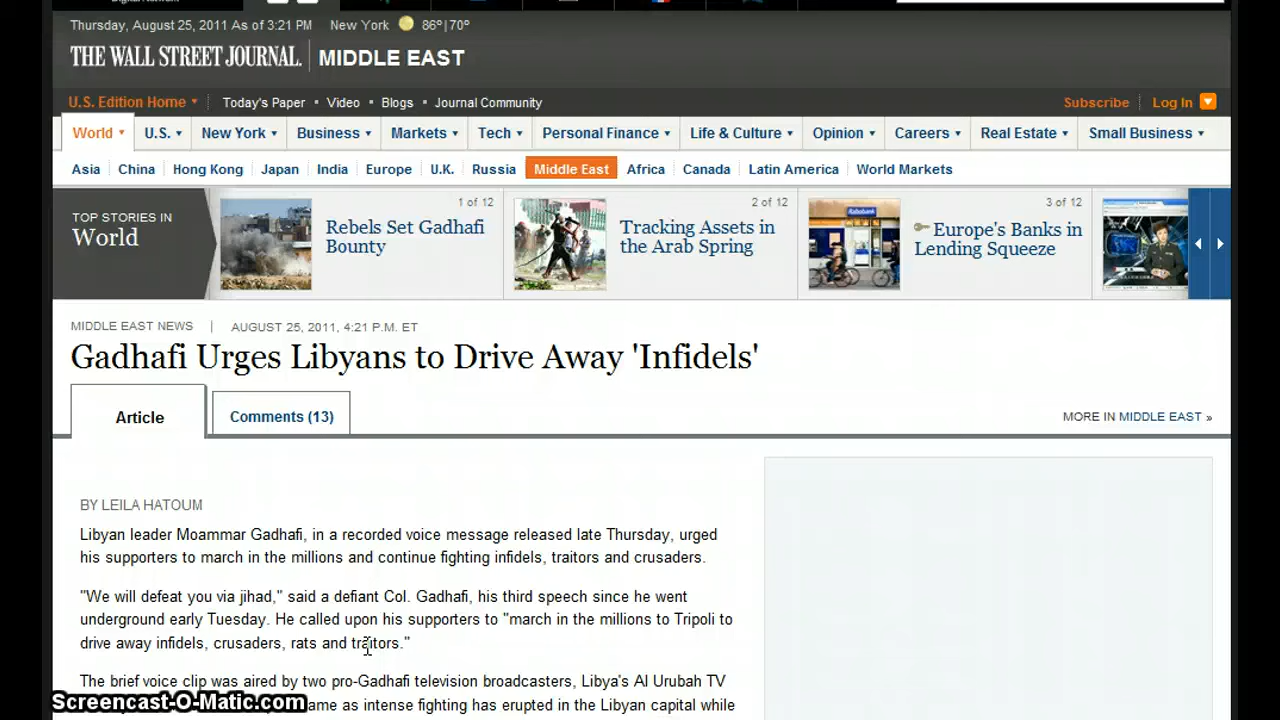 Thursday, August 25, 2011 As of 3:21 PM New York 86º | 70º
THE WALL STREET JOURNAL. MIDDLE EAST
U.S. Edition Home Today's Paper • Video • Blogs • Journal Community Subscribe Log In
World U.S. New York Business Markets Tech Personal Finance Life & Culture Opinion Careers Real Estate Small Business
Asia China Hong Kong Japan India Europe U.K. Russia Middle East Africa Canada Latin America World Markets
TOP STORIES IN
World
1 of 12
Rebels Set Gadhafi
Bounty
2 of 12
Tracking Assets in
the Arab Spring
Rabobank
3 of 12
Europe's Banks in
Lending Squeeze
MIDDLE EAST NEWS | AUGUST 25, 2011, 4:21 P.M. ET
Gadhafi Urges Libyans to Drive Away 'Infidels'
Article Comments (13) MORE IN MIDDLE EAST »
BY LEILA HATOUM
Libyan leader Moammar Gadhafi, in a recorded voice message released late Thursday, urged
his supporters to march in the millions and continue fighting infidels, traitors and crusaders.
"We will defeat you via jihad," said a defiant Col. Gadhafi, his third speech since he went
underground early Tuesday. He called upon his supporters to "march in the millions to Tripoli to
drive away infidels, crusaders, rats and traitors."
The brief voice clip was aired by two pro-Gadhafi television broadcasters, Libya's Al Urubah TV
ame as intense fighting has erupted in the Libyan capital while
Screencast-O-Matic.com